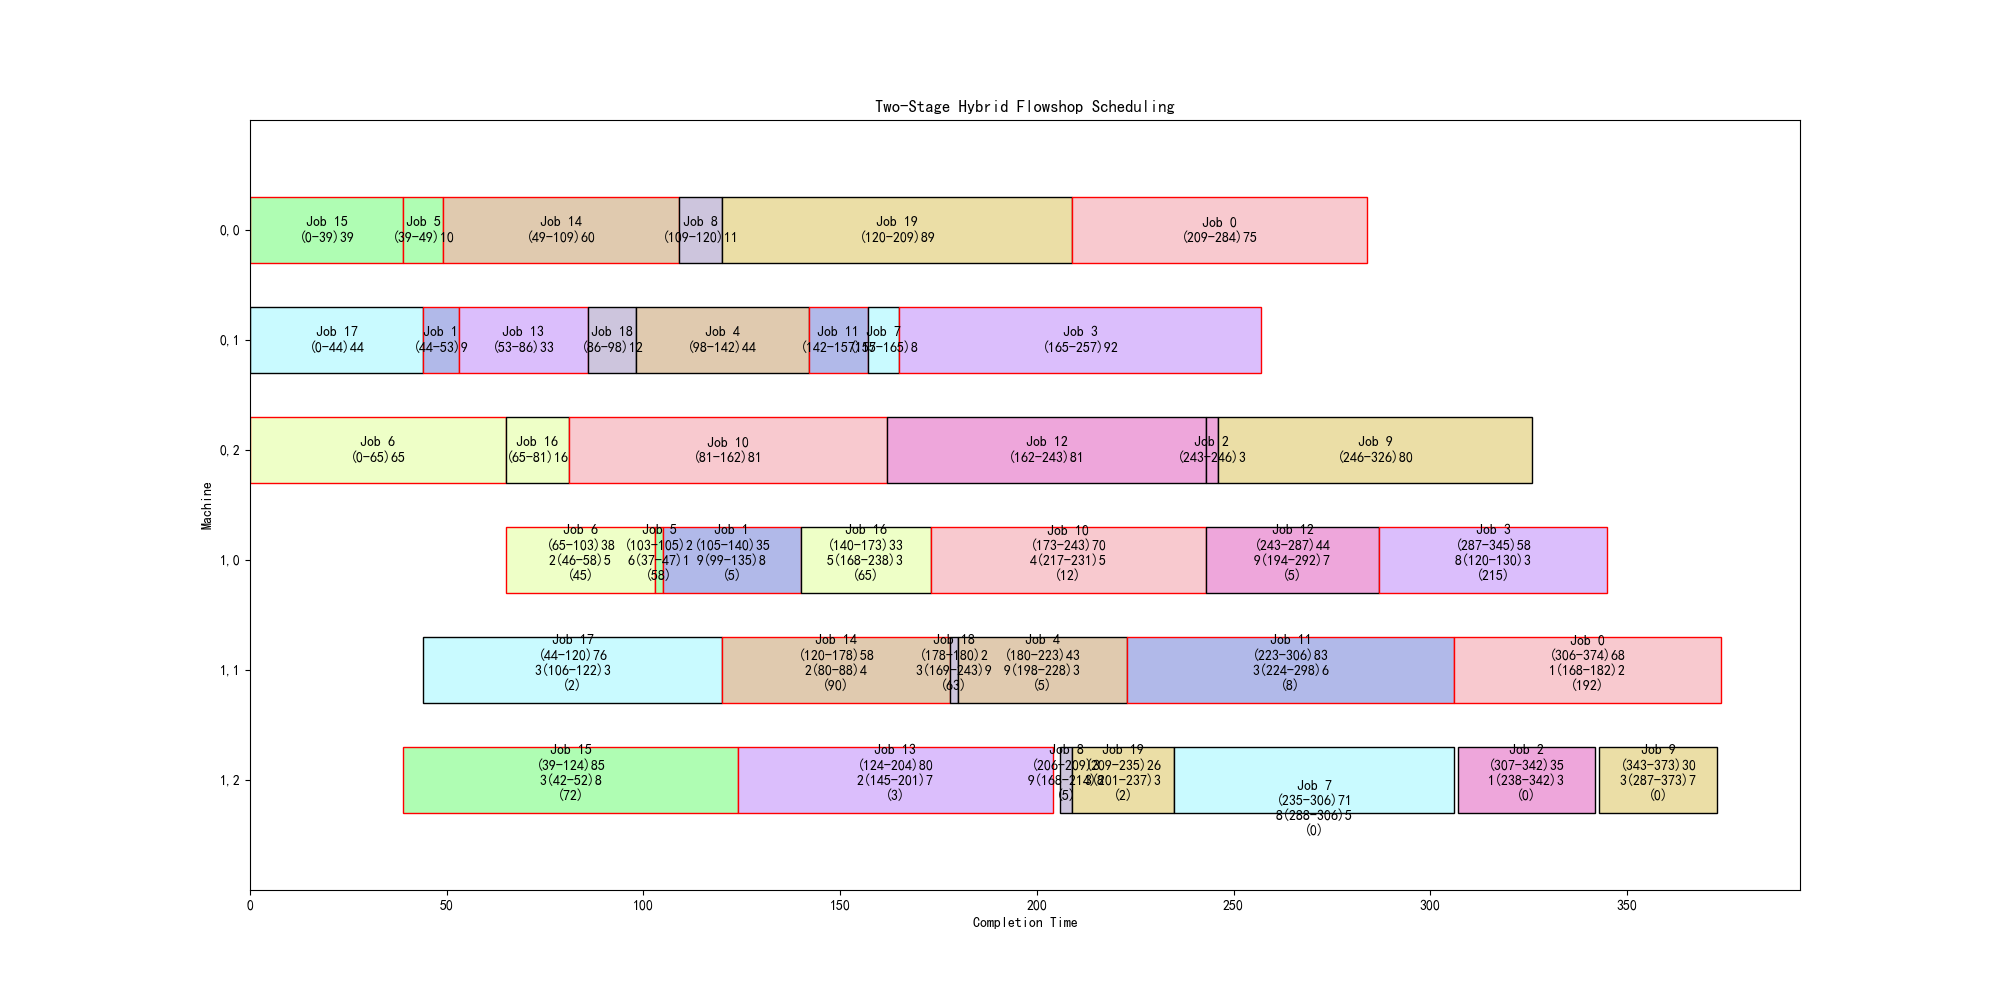 Two-Stage Hybrid Flowshop Scheduling
0,0
Job 15
(0-39)39
Job 5
(39-49)10
Job 14
(49-109)60
Job 8
(109-120)11
Job 19
(120-209)89
Job 0
(209-284)75
0,1
Job 17
(0-44)44
Job 1
(44-53)9
Job 13
(53-86)33
Job 18
(86-98)12
Job 4
(98-142)44
Job 11
(142-157)15
Job 7
(157-165)8
Job 3
(165-257)92
0,2
Job 6
(0-65)65
Job 16
(65-81)16
Job 10
(81-162)81
Job 12
(162-243)81
Job 2
(243-246)3
Job 9
(246-326)80
Machine
1,0
Job 6
(65-103)38
2(46-58)5
(45)
Job 5
(103-105)2
6(37-47)1
(58)
Job 1
(105-140)35
9(99-135)8
(5)
Job 16
(140-173)33
5(168-238)3
(65)
Job 10
(173-243)70
4(217-231)5
(12)
Job 12
(243-287)44
9(194-292)7
(5)
Job 3
(287-345)58
8(120-130)3
(215)
1,1
Job 17
(44-120)76
3(106-122)3
(2)
Job 14
(120-178)58
2(80-88)4
(90)
Job 18
(178-180)2
3(169-243)9
(63)
Job 4
(180-223)43
9(198-228)3
(5)
Job 11
(223-306)83
3(224-298)6
(8)
Job 0
(306-374)68
1(168-182)2
(192)
1,2
Job 15
(39-124)85
3(42-52)8
(72)
Job 13
(124-204)80
2(145-201)7
(3)
Job 8
(206-209)3
(5)
Job 19
(209-235)26
(2)
Job 7
(235-306)71
8(288-306)5
(0)
Job 2
(307-342)35
1(238-342)3
(0)
Job 9
(343-373)30
3(287-373)7
(0)
0
50
100
150
200
250
300
350
Completion Time